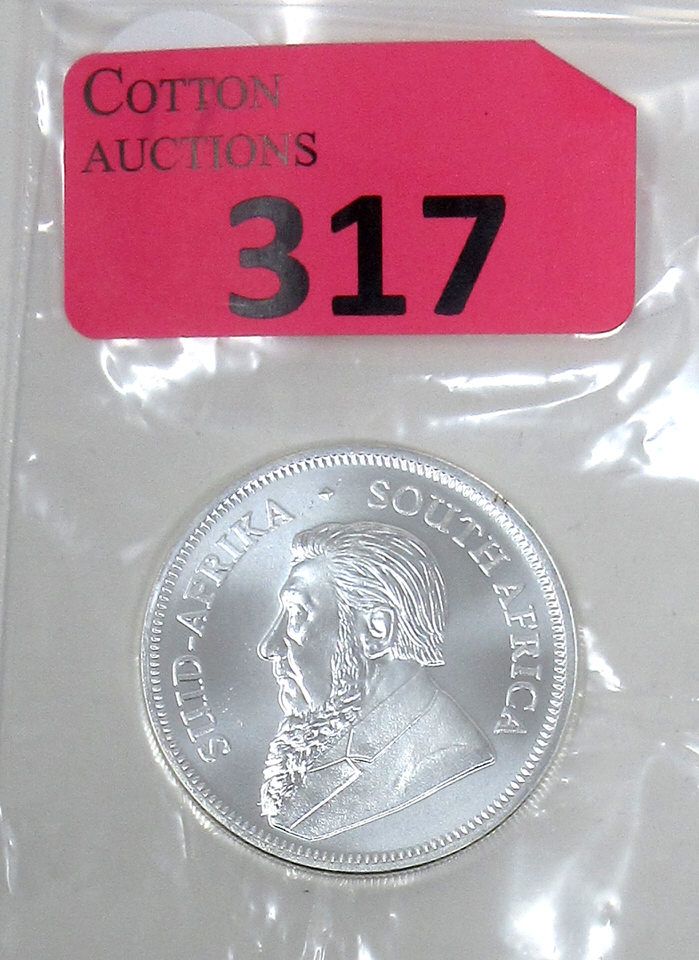 COTTON
AUCTIONS
317
SUID-AFRIKA · SOUTH AFRICA